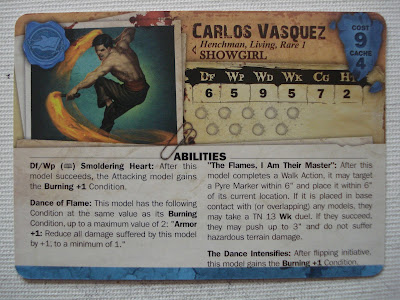 CARLOS VASQUEZ
Henchman, Living, Rare 1
SHOWGIRL
COST
9
CACHE
4
DF WP WD WK CG HT
6 5 9 5 7 2
ABILITIES
Df/Wp (♏) Smoldering Heart: After this
model succeeds, the Attacking model gains
the Burning +1 Condition.
Dance of Flame: This model has the following
Condition at the same value as its Burning
Condition, up to a maximum value of 2: "Armor
+1: Reduce all damage suffered by this model
by +1, to a minimum of 1."
"The Flames, I Am Their Master": After this
model completes a Walk Action, it may target
a Pyre Marker within 6" and place it within 6"
of its current location. If it is placed in base
contact with (or overlapping) any models, they
may take a TN 13 Wk duel. If they succeed,
they may push up to 3" and do not suffer
hazardous terrain damage.
The Dance Intensifies: After flipping initiative,
this model gains the Burning +1 Condition.